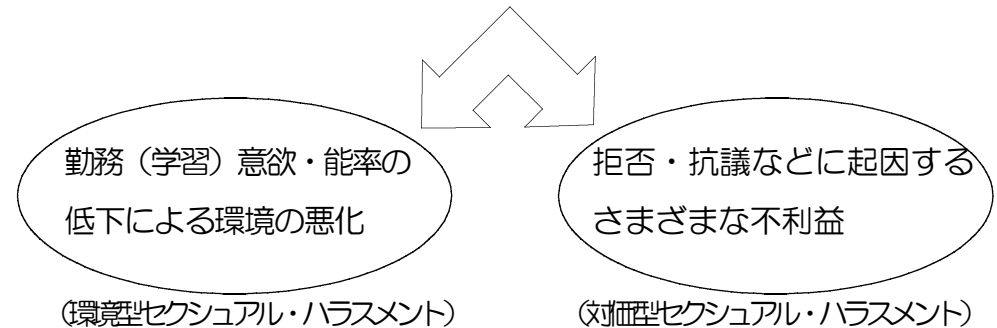 勤務（学習）意欲・能率の
低下による環境の悪化
（環境型セクシュアル・ハラスメント）
拒否・抗議などに起因する
さまざまな不利益
（対価型セクシュアル・ハラスメント）